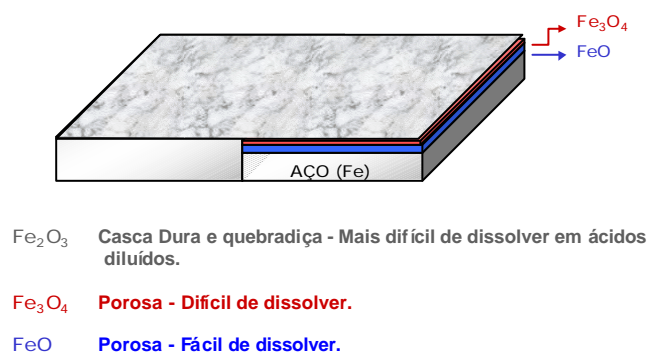 Fe₃O₄
FeO
AÇO (Fe)
Fe₂O₃ Casca Dura e quebradiça - Mais difícil de dissolver em ácidos
diluídos.
Fe₃O₄ Porosa - Difícil de dissolver.
FeO Porosa - Fácil de dissolver.